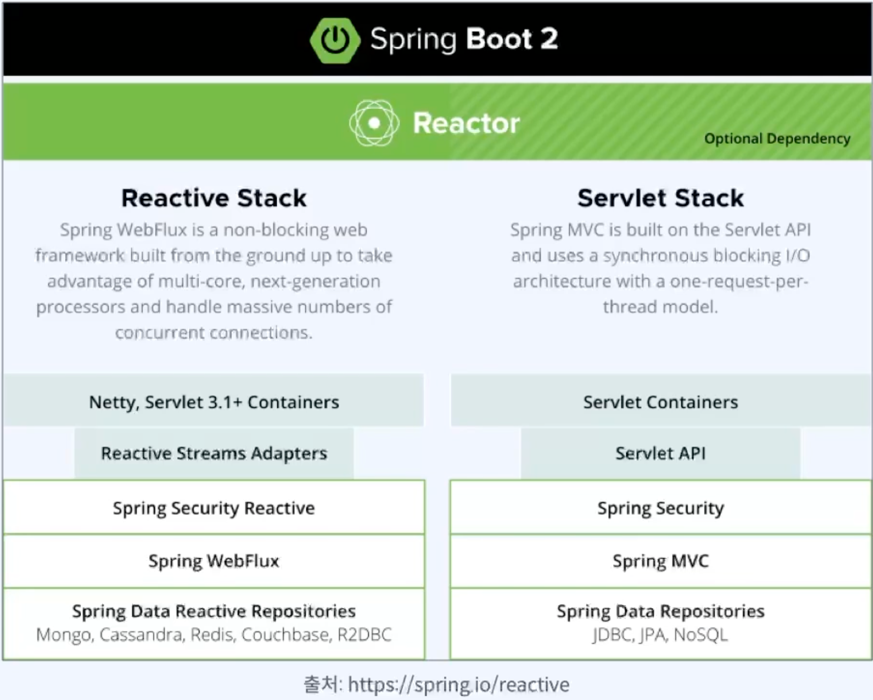 Spring Boot 2
Reactor
Optional Dependency
Reactive Stack
Spring WebFlux is a non-blocking web
framework built from the ground up to take
advantage of multi-core, next-generation
processors and handle massive numbers of
concurrent connections.
Netty, Servlet 3.1+ Containers
Reactive Streams Adapters
Spring Security Reactive
Spring WebFlux
Spring Data Reactive Repositories
Mongo, Cassandra, Redis, Couchbase, R2DBC
Servlet Stack
Spring MVC is built on the Servlet API
and uses a synchronous blocking I/O
architecture with a one-request-per-
thread model.
Servlet Containers
Servlet API
Spring Security
Spring MVC
Spring Data Repositories
JDBC, JPA, NoSQL
출처: https://spring.io/reactive